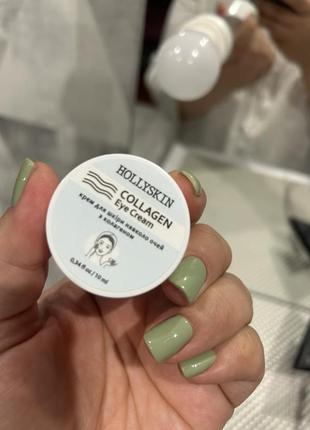 HOLLYSKIN
COLLAGEN
Eye Cream
крем для шкіри навколо очей
з колагеном
0.34 fl oz / 10 ml